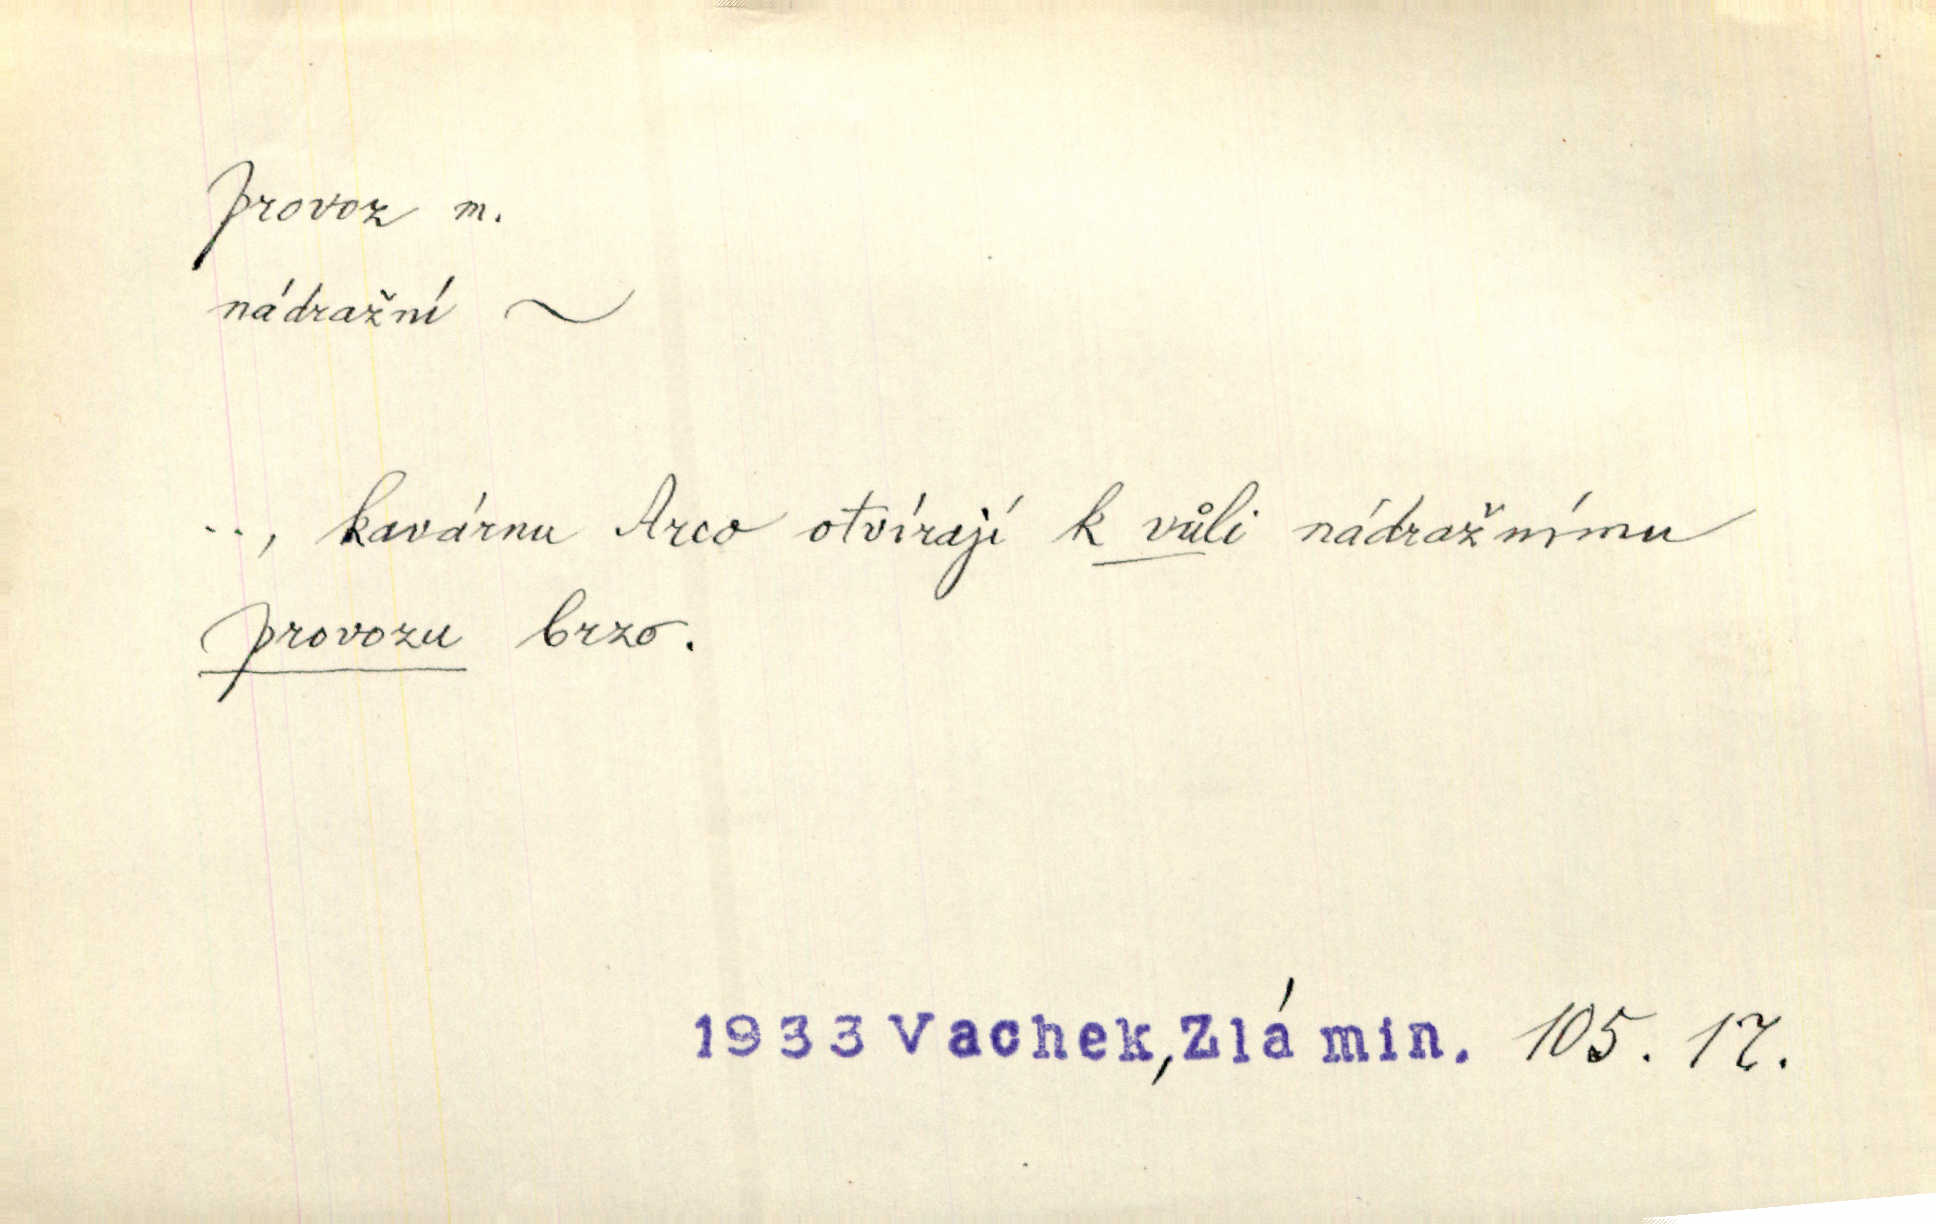 provoz m.
nádražní ~
.., kavárnu Arco otvírají k vůli nádražnímu
provozu brzo.
1933 Vachek, Zlá min. 105. 17.